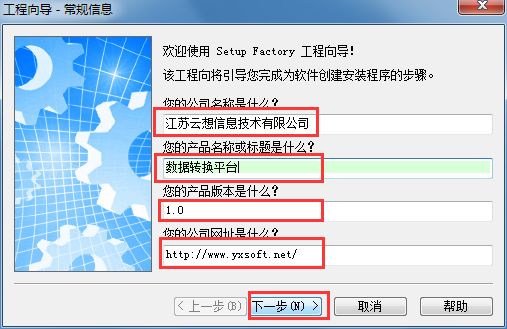 工程向导 - 常规信息
欢迎使用 Setup Factory 工程向导!
该工程向将引导您完成为软件创建安装程序的步骤。
您的公司名称是什么?
江苏云想信息技术有限公司
您的产品名称或标题是什么?
数据转换平台
您的产品版本是什么?
1.0
您的公司网址是什么?
http://www.yxsoft.net/
< 上一步(B)
下一步(N) >
取消
帮助